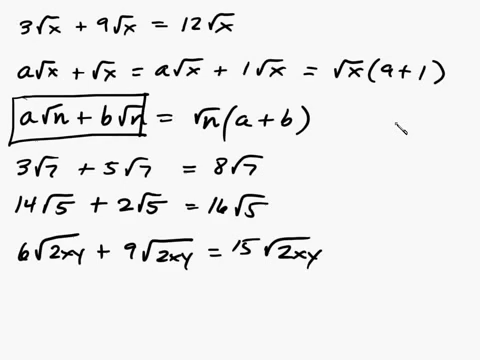 3√x + 9√x = 12√x
a√x + √x = a√x + 1√x = √x(a+1)
a√n + b√n = √n(a+b)
3√7 + 5√7 = 8√7
14√5 + 2√5 = 16√5
6√2xy + 9√2xy = 15√2xy